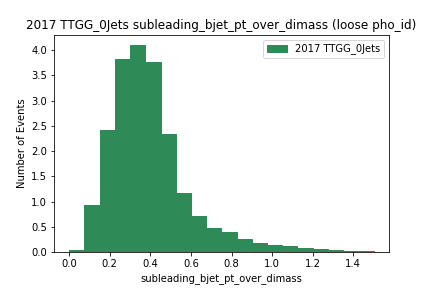 2017 TTGG_0Jets subleading_bjet_pt_over_dimass (loose pho_id)
2017 TTGG_0Jets
Number of Events
4.0
3.5
3.0
2.5
2.0
1.5
1.0
0.5
0.0
0.0 0.2 0.4 0.6 0.8 1.0 1.2 1.4
subleading_bjet_pt_over_dimass